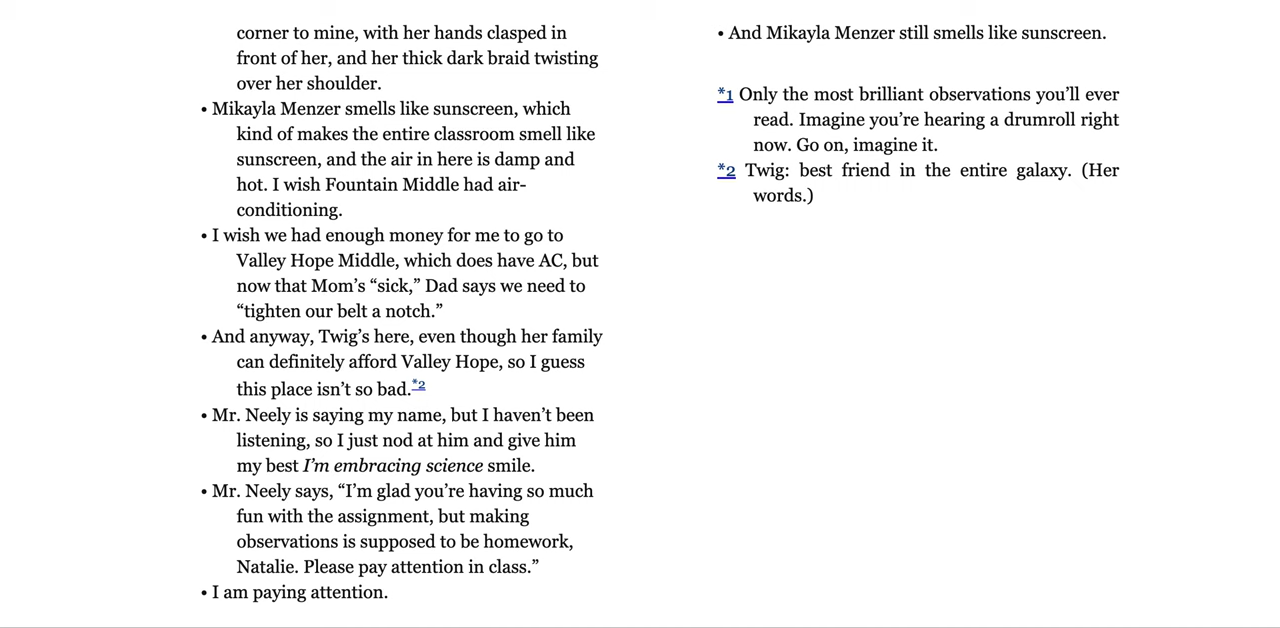 corner to mine, with her hands clasped in
front of her, and her thick dark braid twisting
over her shoulder.
• Mikayla Menzer smells like sunscreen, which
kind of makes the entire classroom smell like
sunscreen, and the air in here is damp and
hot. I wish Fountain Middle had air-
conditioning.
• I wish we had enough money for me to go to
Valley Hope Middle, which does have AC, but
now that Mom’s “sick,” Dad says we need to
“tighten our belt a notch.”
• And anyway, Twig’s here, even though her family
can definitely afford Valley Hope, so I guess
this place isn’t so bad.*2
• Mr. Neely is saying my name, but I haven’t been
listening, so I just nod at him and give him
my best I’m embracing science smile.
• Mr. Neely says, “I’m glad you’re having so much
fun with the assignment, but making
observations is supposed to be homework,
Natalie. Please pay attention in class.”
• I am paying attention.
• And Mikayla Menzer still smells like sunscreen.
*1 Only the most brilliant observations you’ll ever
read. Imagine you’re hearing a drumroll right
now. Go on, imagine it.
*2 Twig: best friend in the entire galaxy. (Her
words.)